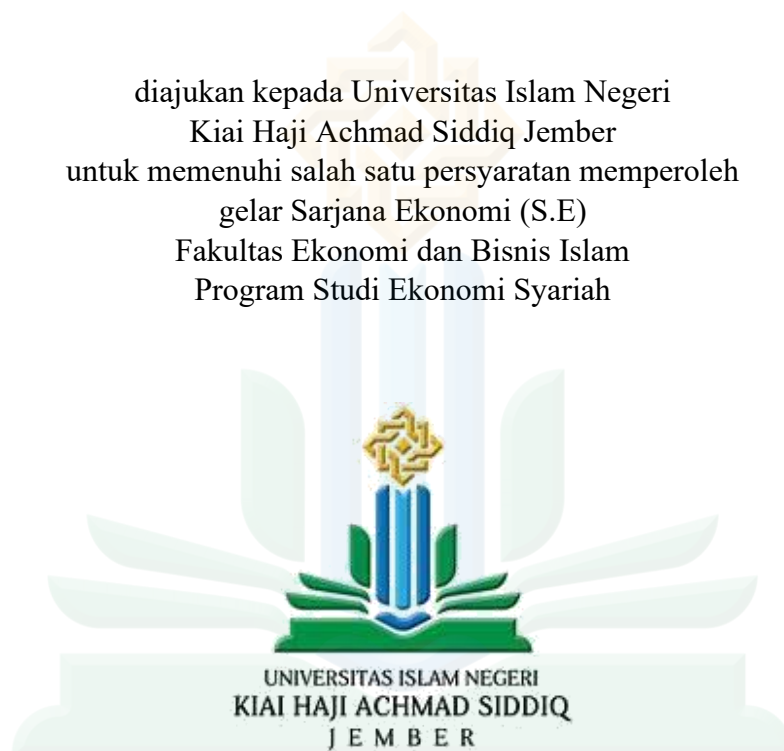 diajukan kepada Universitas Islam Negeri
Kiai Haji Achmad Siddiq Jember
untuk memenuhi salah satu persyaratan memperoleh
gelar Sarjana Ekonomi (S.E)
Fakultas Ekonomi dan Bisnis Islam
Program Studi Ekonomi Syariah
UNIVERSITAS ISLAM NEGERI
KIAI HAJI ACHMAD SIDDIQ
JEMBER